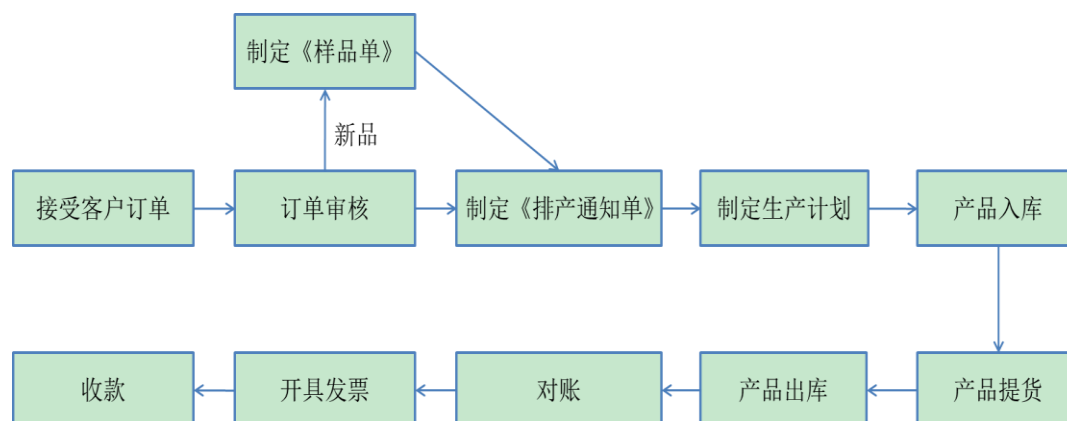 制定《样品单》
新品
接受客户订单
订单审核
制定《排产通知单》
制定生产计划
产品入库
收款
开具发票
对账
产品出库
产品提货